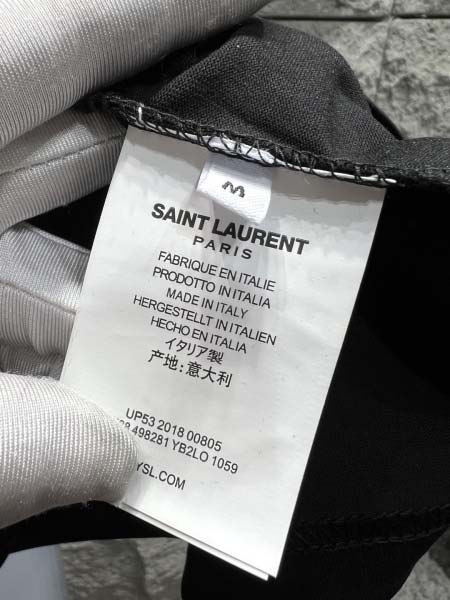 M
SAINT LAURENT
PARIS
FABRIQUE EN ITALIE
PRODOTTO IN ITALIA
MADE IN ITALY
HERGESTELLT IN ITALIEN
HECHO EN ITALIA
イタリア製
产地:意大利
UP53 2018 00805
498281 YB2LO 1059
YSL.COM